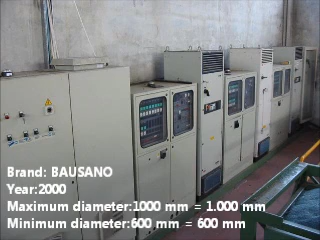 Brand: BAUSANO
Year:2000
Maximum diameter:1000 mm = 1.000 mm
Minimum diameter:600 mm = 600 mm